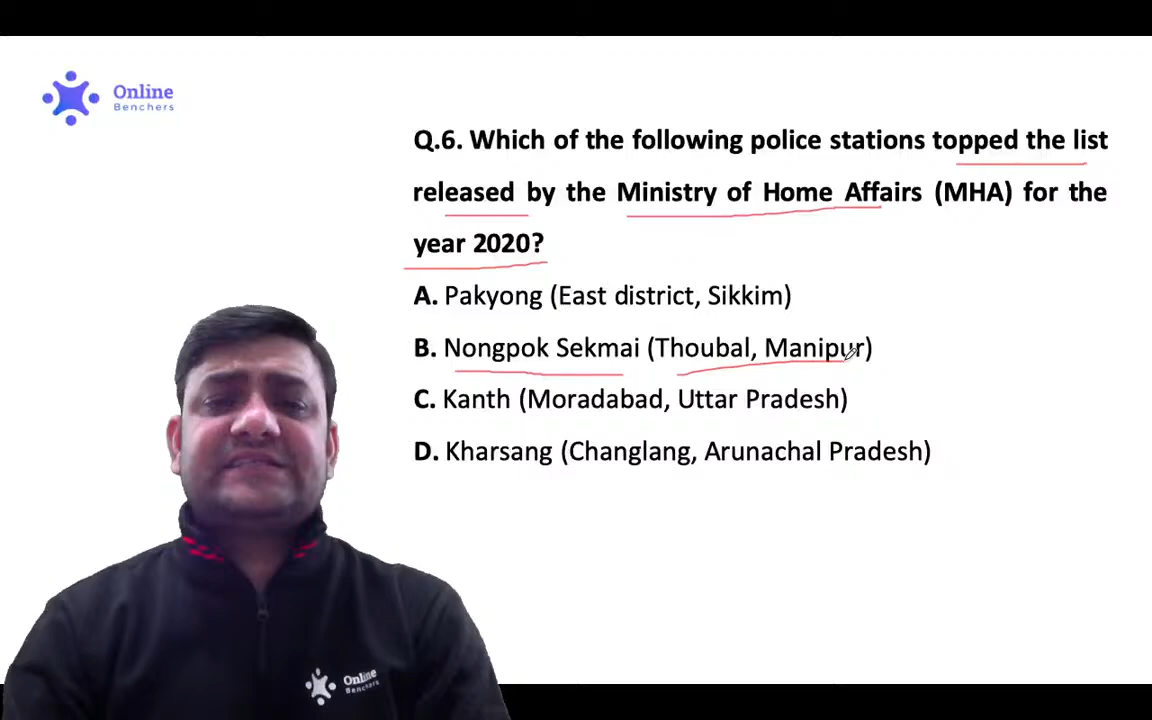 Online
Benchers
Q.6. Which of the following police stations topped the list
released by the Ministry of Home Affairs (MHA) for the
year 2020?
A. Pakyong (East district, Sikkim)
B. Nongpok Sekmai (Thoubal, Manipur)
C. Kanth (Moradabad, Uttar Pradesh)
D. Kharsang (Changlang, Arunachal Pradesh)
Online
Benchers